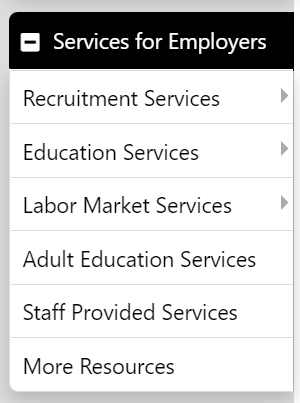 Services for Employers
Recruitment Services
Education Services
Labor Market Services
Adult Education Services
Staff Provided Services
More Resources